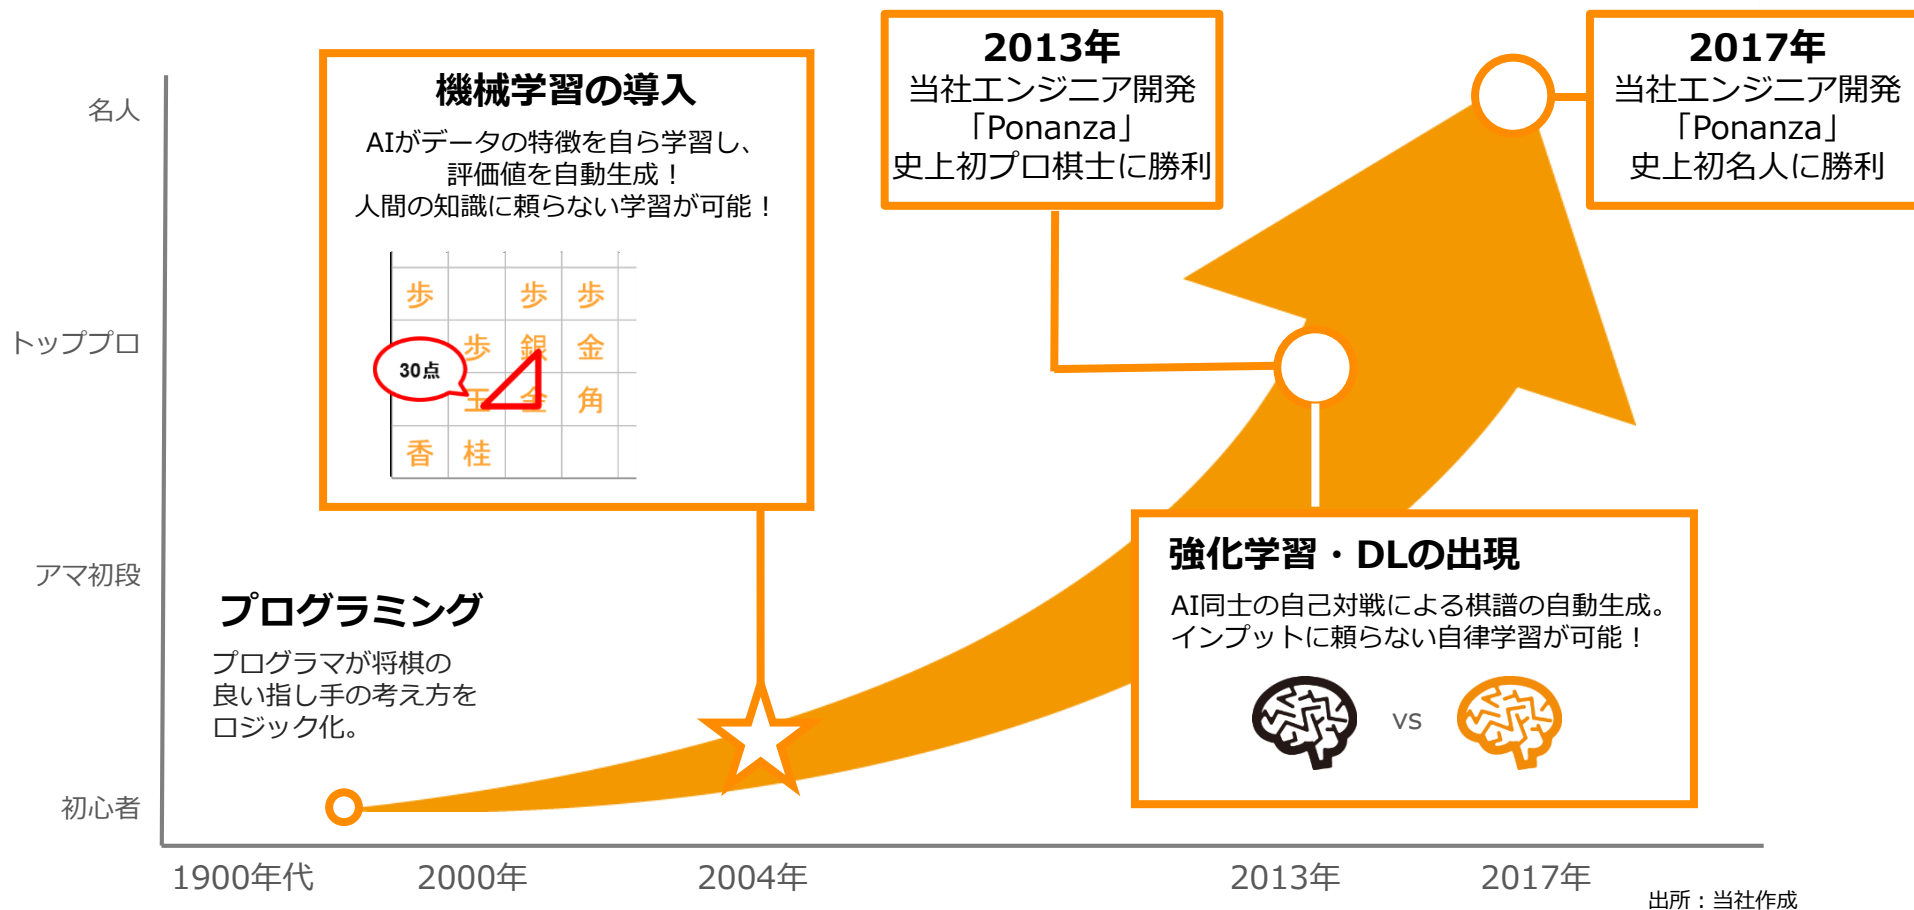 名人
トッププロ
アマ初段
初心者
機械学習の導入
AIがデータの特徴を自ら学習し、
評価値を自動生成！
人間の知識に頼らない学習が可能！
歩 歩 歩
歩 銀 金
30点
玉 金 角
香 桂
プログラミング
プログラマが将棋の
良い指し手の考え方を
ロジック化。
2013年
当社エンジニア開発
「Ponanza」
史上初プロ棋士に勝利
2017年
当社エンジニア開発
「Ponanza」
史上初名人に勝利
強化学習・DLの出現
AI同士の自己対戦による棋譜の自動生成。
インプットに頼らない自律学習が可能！
vs
1900年代 2000年 2004年 2013年 2017年
出所：当社作成